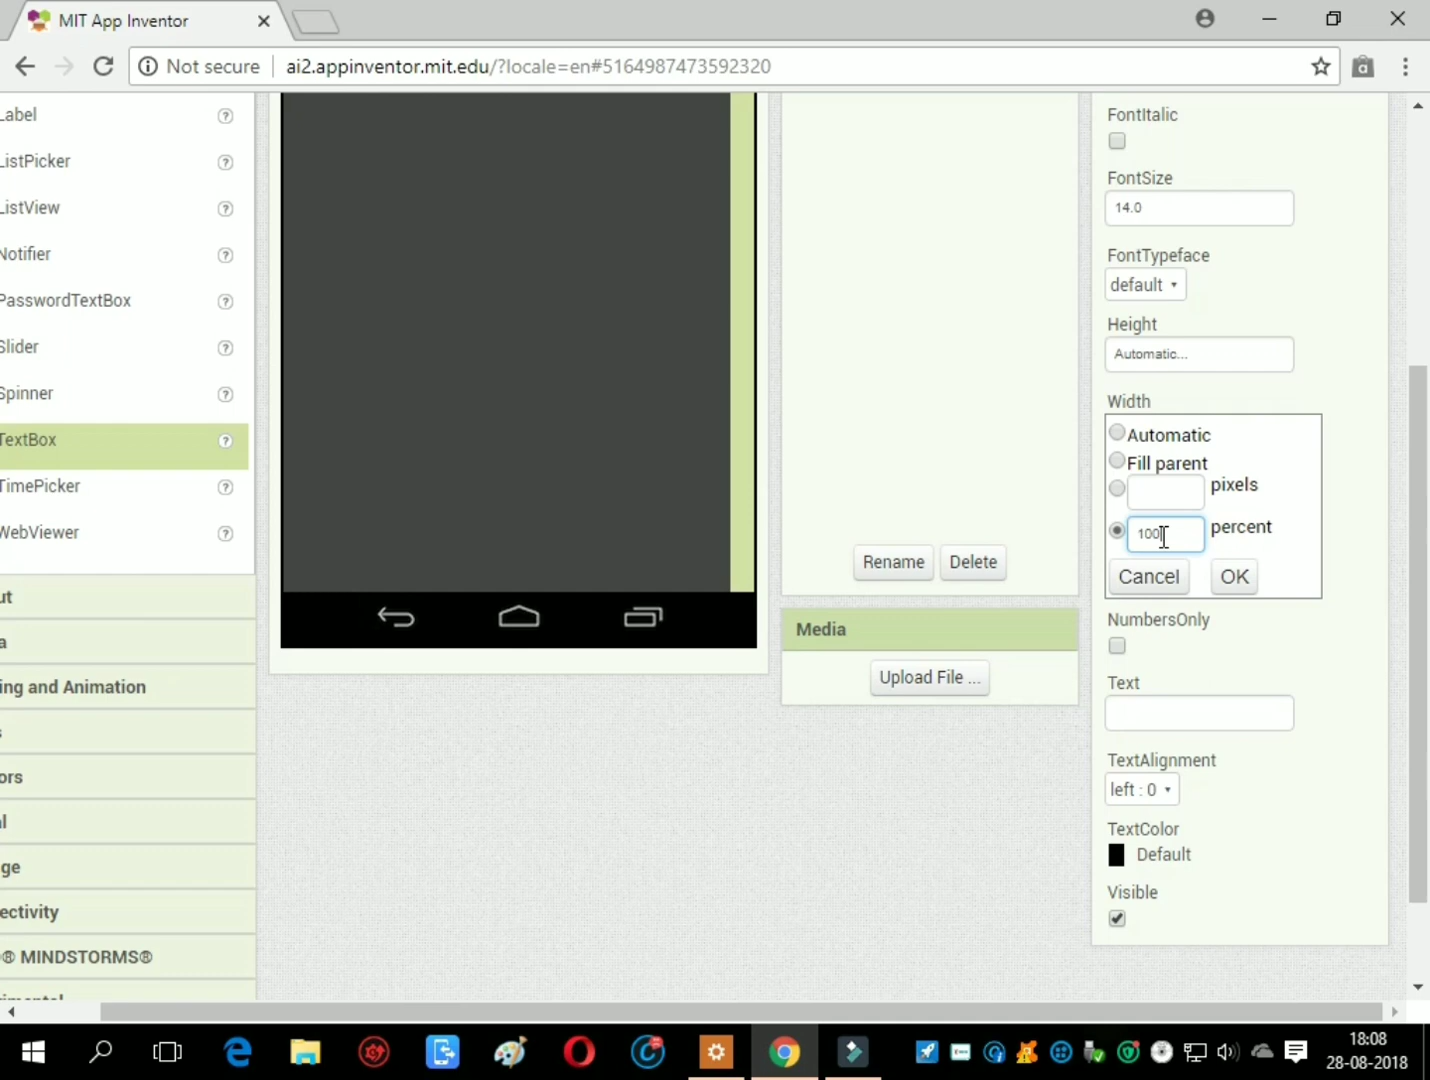 MIT App Inventor
Not secure
ai2.appinventor.mit.edu/?locale=en#5164987473592320
Label
ListPicker
ListView
Notifier
PasswordTextBox
Slider
Spinner
TextBox
TimePicker
WebViewer
ut
a
ing and Animation
s
ors
l
ge
ectivity
® MINDSTORMS®
Rename
Delete
Media
Upload File ...
FontItalic
FontSize
14.0
FontTypeface
default
Height
Automatic...
Width
Automatic
Fill parent
pixels
100 percent
Cancel
OK
NumbersOnly
Text
TextAlignment
left : 0
TextColor
Default
Visible
18:08
28-08-2018